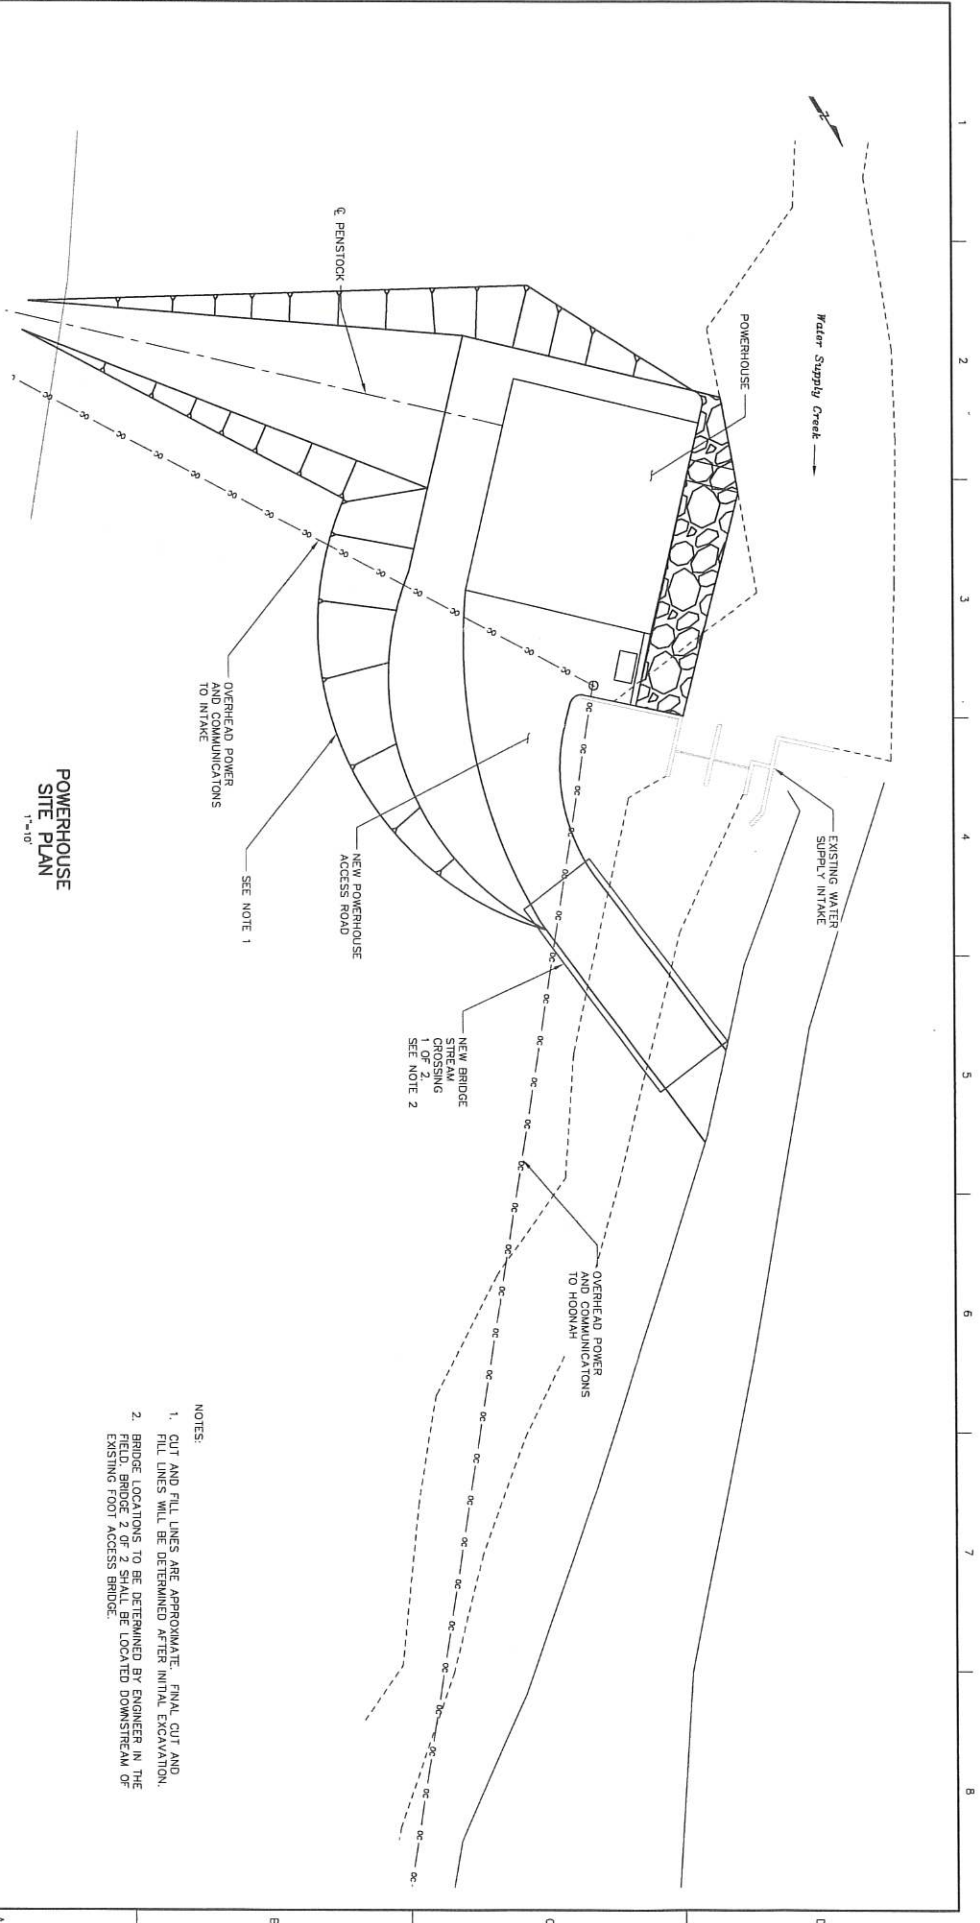 1
2
3
4
5
6
7
8
D
C
B
A
N
Water Supply Creek
POWERHOUSE
℄ PENSTOCK
EXISTING WATER
SUPPLY INTAKE
OVERHEAD POWER
AND COMMUNICATONS
TO INTAKE
SEE NOTE 1
NEW POWERHOUSE
ACCESS ROAD
NEW BRIDGE
STREAM
CROSSING
1 OF 2.
SEE NOTE 2
OVERHEAD POWER
AND COMMUNICATONS
TO HOONAH
POWERHOUSE
SITE PLAN
1"=10'
NOTES:
1. CUT AND FILL LINES ARE APPROXIMATE. FINAL CUT AND
FILL LINES WILL BE DETERMINED AFTER INITIAL EXCAVATION.
2. BRIDGE LOCATIONS TO BE DETERMINED BY ENGINEER IN THE
FIELD. BRIDGE 2 OF 2 SHALL BE LOCATED DOWNSTREAM OF
EXISTING FOOT ACCESS BRIDGE.